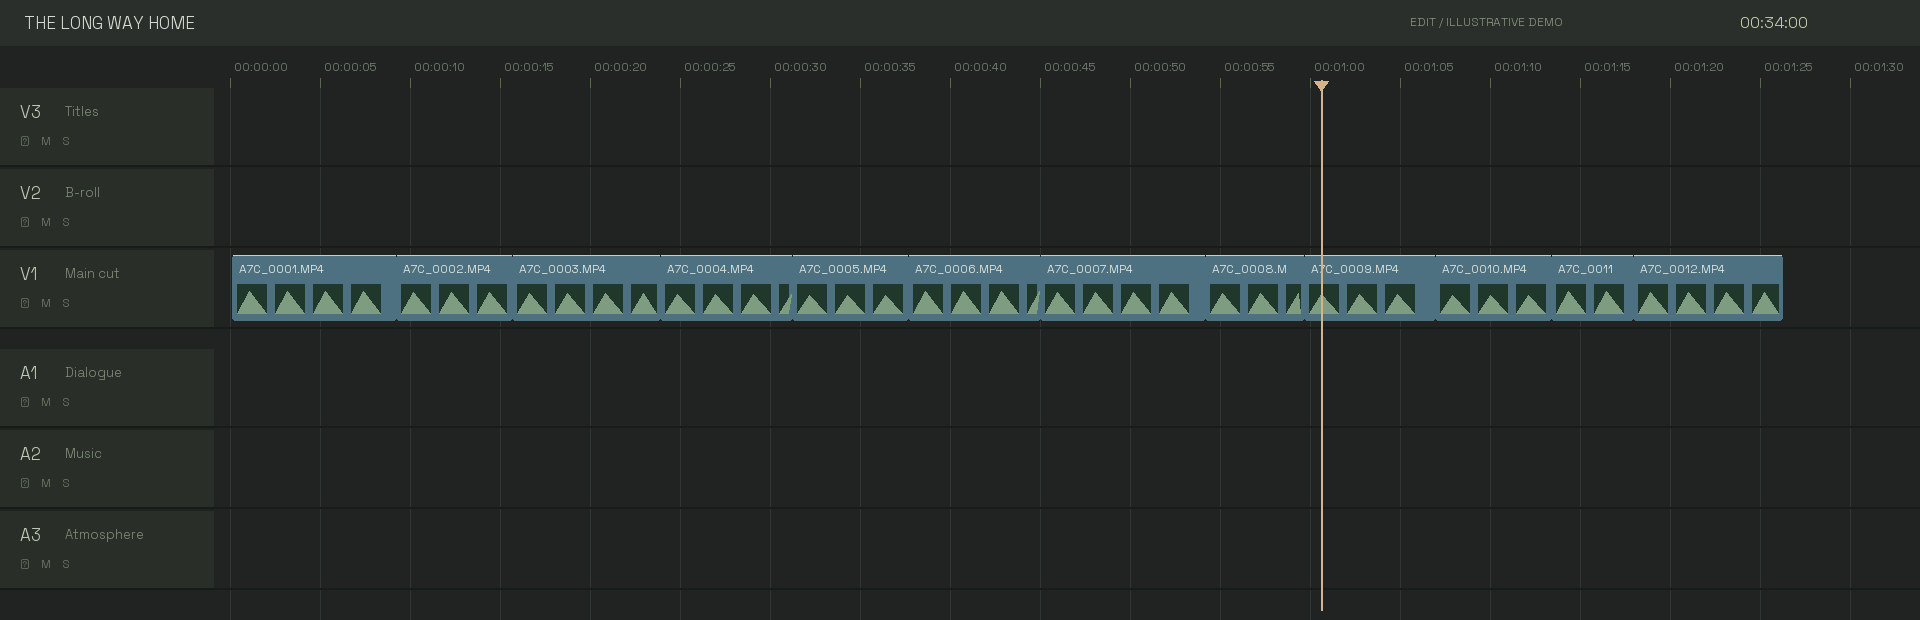 THE LONG WAY HOME
EDIT / ILLUSTRATIVE DEMO
00:34:00
00:00:00 00:00:05 00:00:10 00:00:15 00:00:20 00:00:25 00:00:30 00:00:35 00:00:40 00:00:45 00:00:50 00:00:55 00:01:00 00:01:05 00:01:10 00:01:15 00:01:20 00:01:25 00:01:30
V3 Titles
M S
V2 B-roll
M S
V1 Main cut
M S
A7C_0001.MP4 A7C_0002.MP4 A7C_0003.MP4 A7C_0004.MP4 A7C_0005.MP4 A7C_0006.MP4 A7C_0007.MP4 A7C_0008.M A7C_0009.MP4 A7C_0010.MP4 A7C_0011 A7C_0012.MP4
A1 Dialogue
M S
A2 Music
M S
A3 Atmosphere
M S